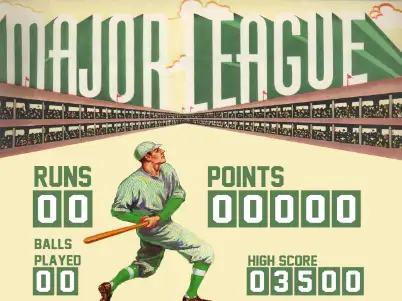 MAJOR LEAGUE
RUNS
00
POINTS
00000
BALLS
PLAYED
00
HIGH SCORE
03500